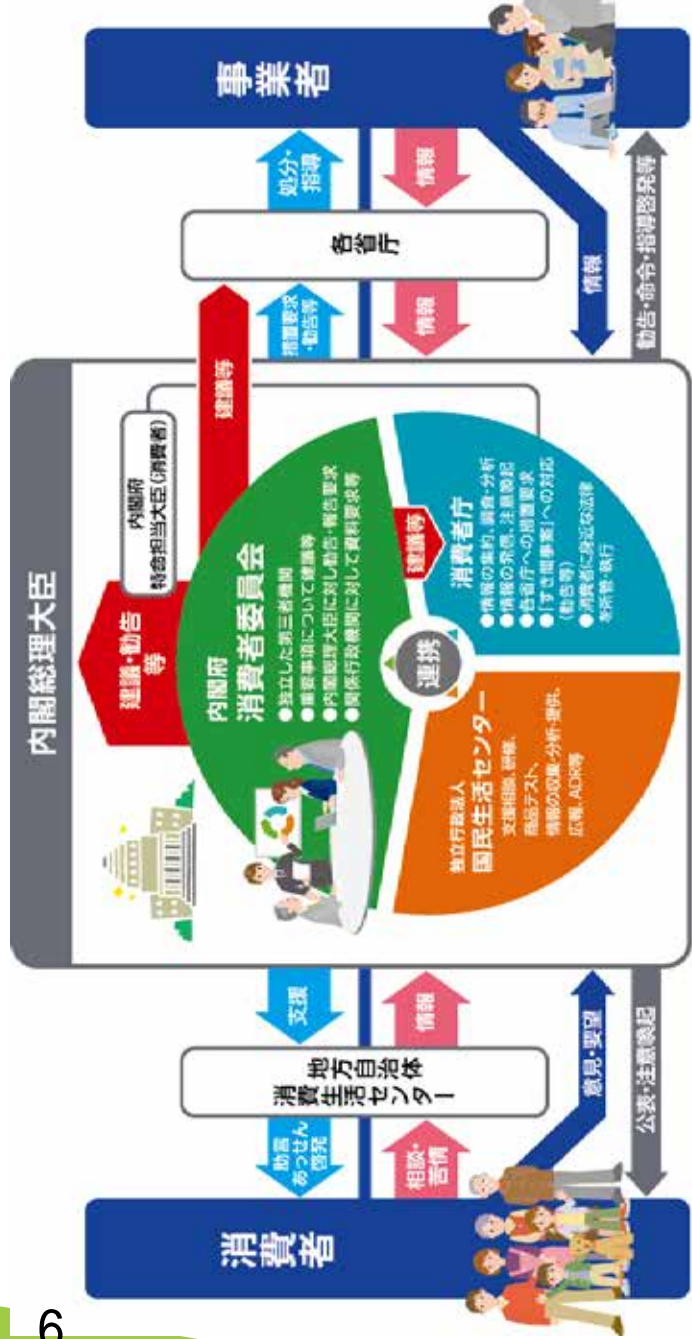 内閣総理大臣
建議・勧告
等
内閣府
特命担当大臣(消費者)
建議等
内閣府
消費者委員会
●独立した第三者機関
●重要事項について建議等
●内閣総理大臣に対し勧告・報告要求
●関係行政機関に対して資料要求等
建議等
連携
消費者庁
●情報の集約、調査・分析
●情報の発信、注意喚起
●各省庁への措置要求
●「すき間事案」への対応
(勧告等)
●消費者に身近な法律
を所管・執行
独立行政法人
国民生活センター
支援相談、研修、
商品テスト、
情報の収集・分析・提供、
広報、ADR等
消費者
助言
あっせん
啓発
相談・
苦情
地方自治体
消費生活センター
支援
情報
意見・要望
公表・注意喚起
措置要求
・勧告等
情報
各省庁
処分・
指導
情報
情報
勧告・命令・指導啓発等
事業者
6